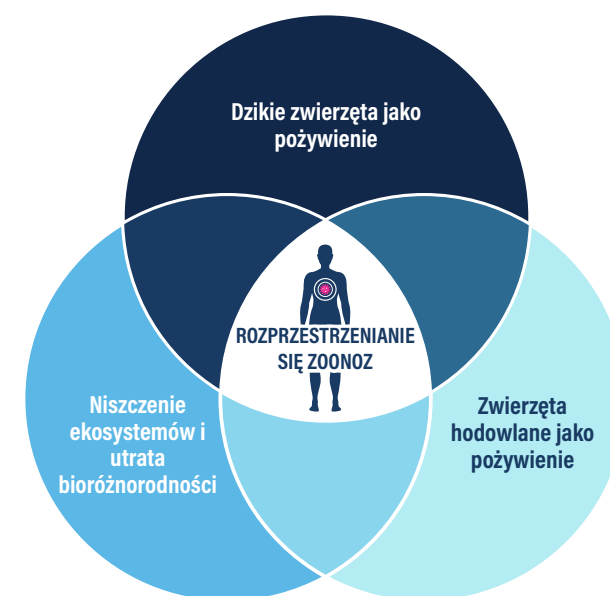 Dzikie zwierzęta jako
pożywienie
ROZPRZESTRZENIANIE
SIĘ ZOONOZ
Niszczenie
ekosystemów i
utrata
bioróżnorodności
Zwierzęta
hodowlane jako
pożywienie